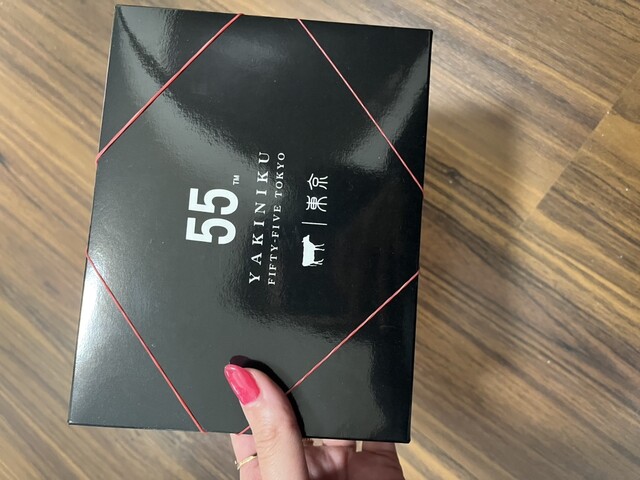 55™
YAKINIKU
FIFTY-FIVE TOKYO
東京